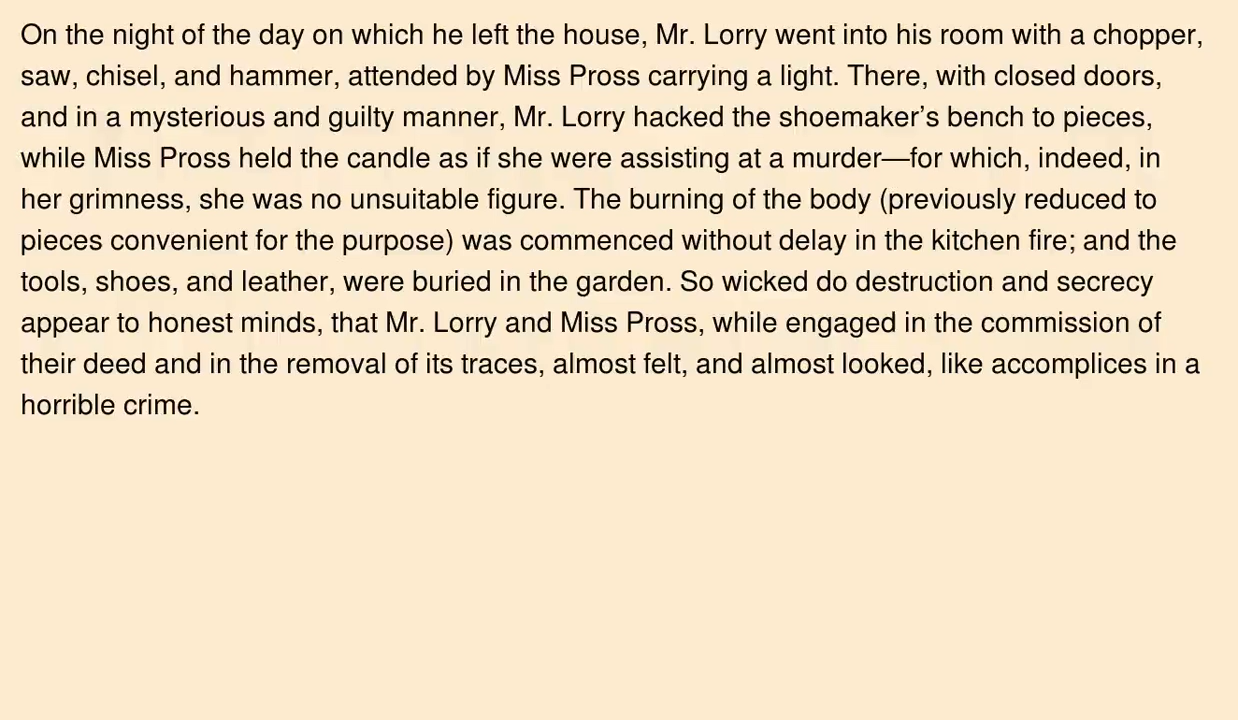 On the night of the day on which he left the house, Mr. Lorry went into his room with a chopper,
saw, chisel, and hammer, attended by Miss Pross carrying a light. There, with closed doors,
and in a mysterious and guilty manner, Mr. Lorry hacked the shoemaker’s bench to pieces,
while Miss Pross held the candle as if she were assisting at a murder—for which, indeed, in
her grimness, she was no unsuitable figure. The burning of the body (previously reduced to
pieces convenient for the purpose) was commenced without delay in the kitchen fire; and the
tools, shoes, and leather, were buried in the garden. So wicked do destruction and secrecy
appear to honest minds, that Mr. Lorry and Miss Pross, while engaged in the commission of
their deed and in the removal of its traces, almost felt, and almost looked, like accomplices in a
horrible crime.